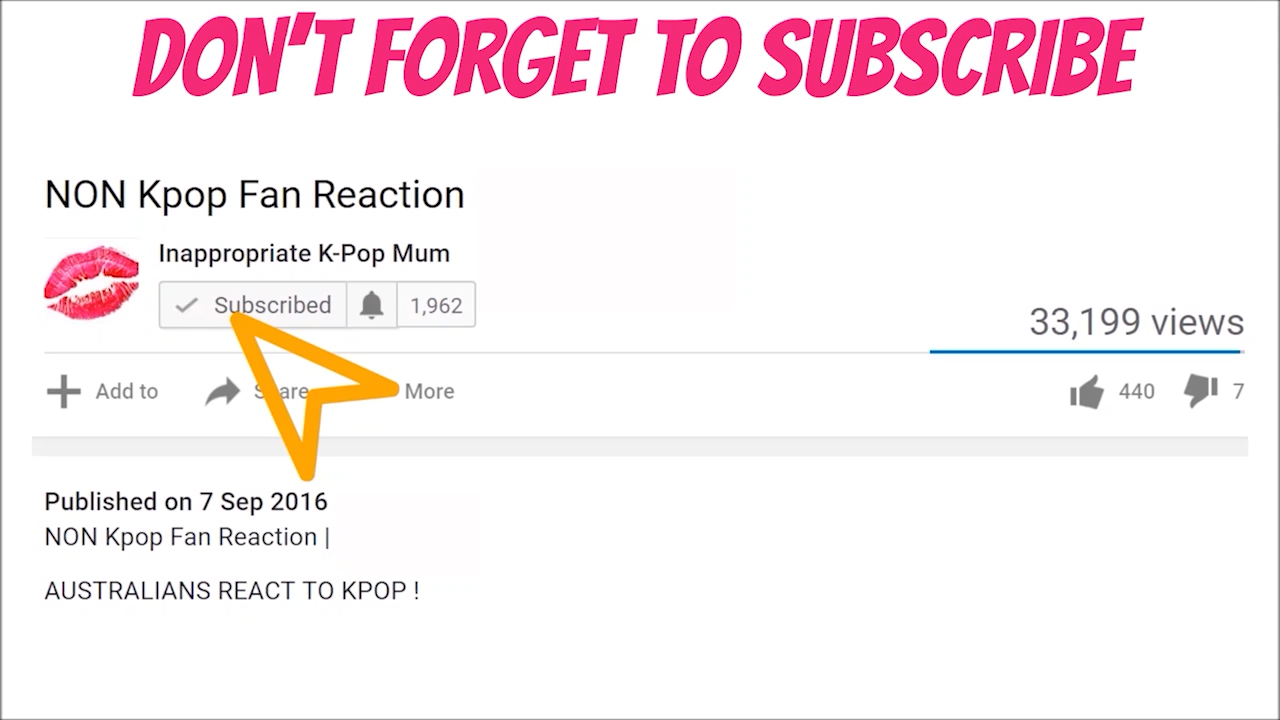 DON'T FORGET TO SUBSCRIBE
NON Kpop Fan Reaction
Inappropriate K-Pop Mum
Subscribed 1,962
33,199 views
Add to Share More 440 7
Published on 7 Sep 2016
NON Kpop Fan Reaction |
AUSTRALIANS REACT TO KPOP !